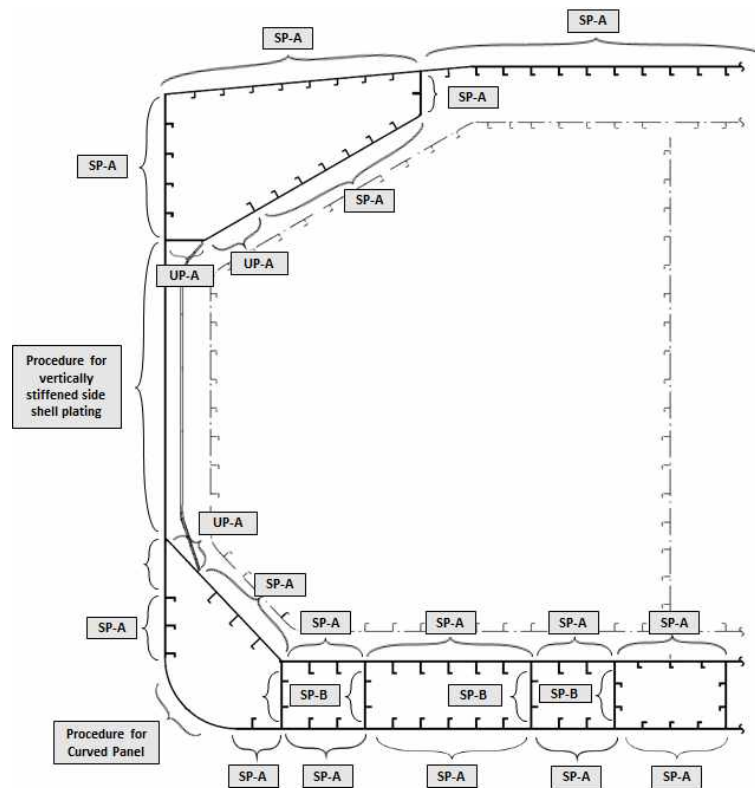 SP-A
SP-A
SP-A
SP-A
SP-A
UP-A
UP-A
Procedure for
vertically
stiffened side
shell plating
UP-A
SP-A
SP-A
SP-A
SP-A
SP-A
SP-A
SP-B
SP-B
SP-B
Procedure for
Curved Panel
SP-A
SP-A
SP-A
SP-A
SP-A